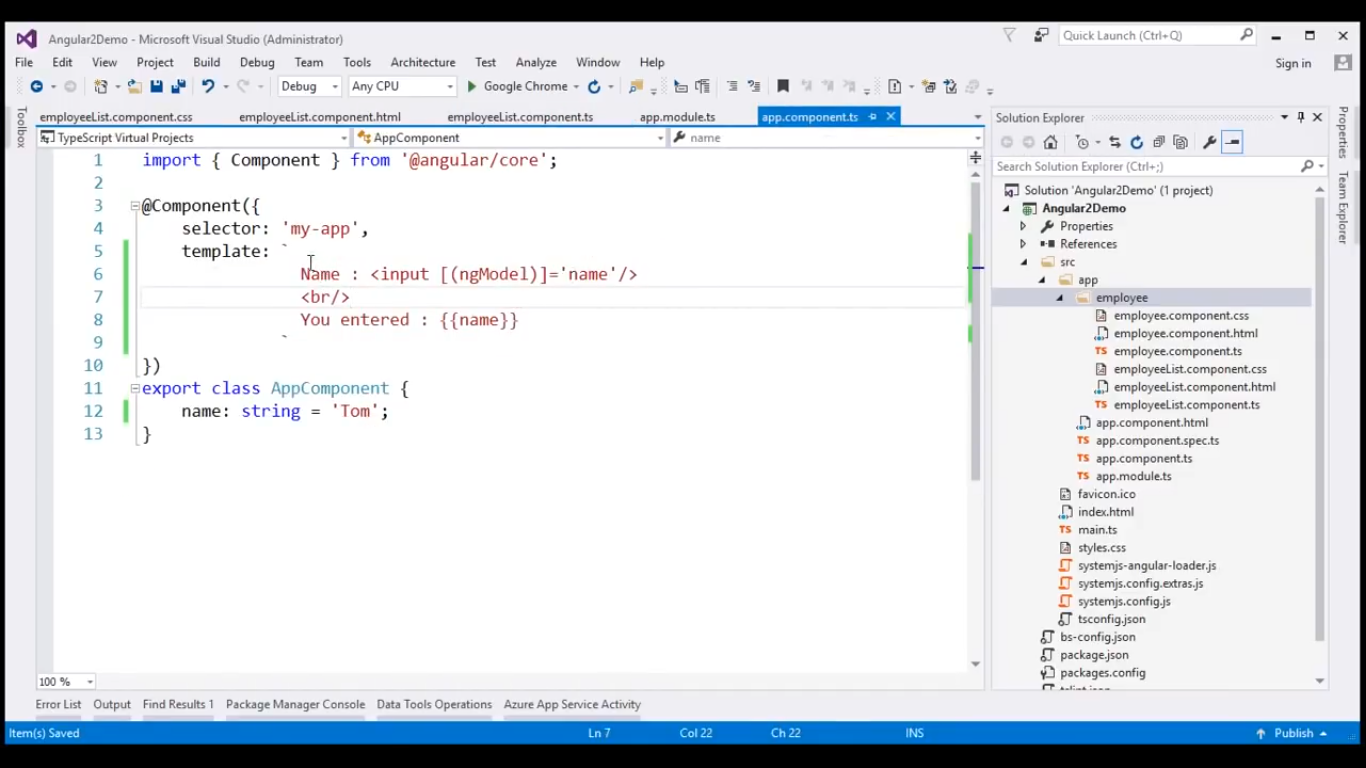 Angular2Demo - Microsoft Visual Studio (Administrator)
Quick Launch (Ctrl+Q)
File Edit View Project Build Debug Team Tools Architecture Test Analyze Window Help
Sign in
Debug Any CPU Google Chrome
Toolbox
employeeList.component.css employeeList.component.html employeeList.component.ts app.module.ts app.component.ts
TypeScript Virtual Projects AppComponent name
1 import { Component } from '@angular/core';
2
3 @Component({
4 selector: 'my-app',
5 template: `
6 Name : <input [(ngModel)]='name'/>
7 <br/>
8 You entered : {{name}}
9 `
10 })
11 export class AppComponent {
12 name: string = 'Tom';
13 }
100 %
Solution Explorer
Search Solution Explorer (Ctrl+;)
Solution 'Angular2Demo' (1 project)
Angular2Demo
Properties
References
src
app
employee
employee.component.css
employee.component.html
employee.component.ts
employeeList.component.css
employeeList.component.html
employeeList.component.ts
app.component.html
app.component.spec.ts
app.component.ts
app.module.ts
favicon.ico
index.html
main.ts
styles.css
systemjs-angular-loader.js
systemjs.config.extras.js
systemjs.config.js
tsconfig.json
bs-config.json
package.json
packages.config
Properties
Team Explorer
Error List Output Find Results 1 Package Manager Console Data Tools Operations Azure App Service Activity
Item(s) Saved Ln 7 Col 22 Ch 22 INS Publish